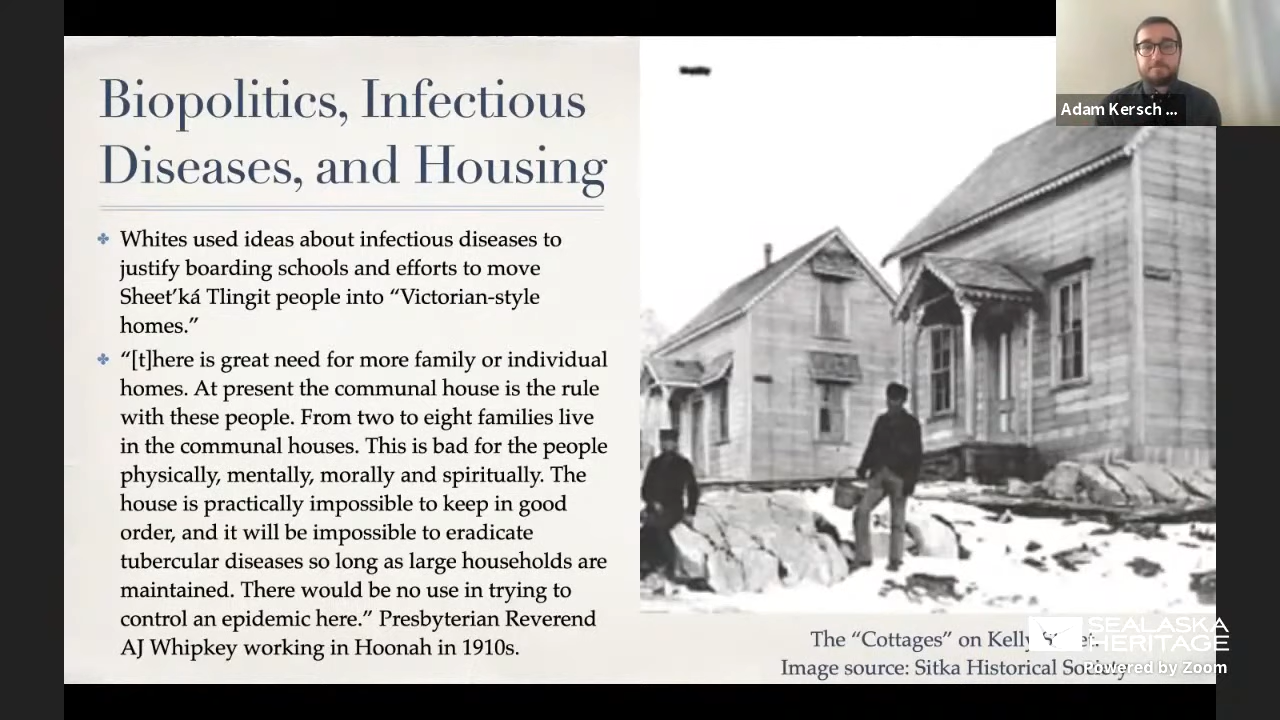 Biopolitics, Infectious
Diseases, and Housing
Whites used ideas about infectious diseases to
justify boarding schools and efforts to move
Sheet’ká Tlingit people into “Victorian-style
homes.”
“[t]here is great need for more family or individual
homes. At present the communal house is the rule
with these people. From two to eight families live
in the communal houses. This is bad for the people
physically, mentally, morally and spiritually. The
house is practically impossible to keep in good
order, and it will be impossible to eradicate
tubercular diseases so long as large households are
maintained. There would be no use in trying to
control an epidemic here.” Presbyterian Reverend
AJ Whipkey working in Hoonah in 1910s.
Adam Kersch ...
The “Cottages” on Kelly Street.
Image source: Sitka Historical Society
SEALASKA
HERITAGE
Powered by Zoom